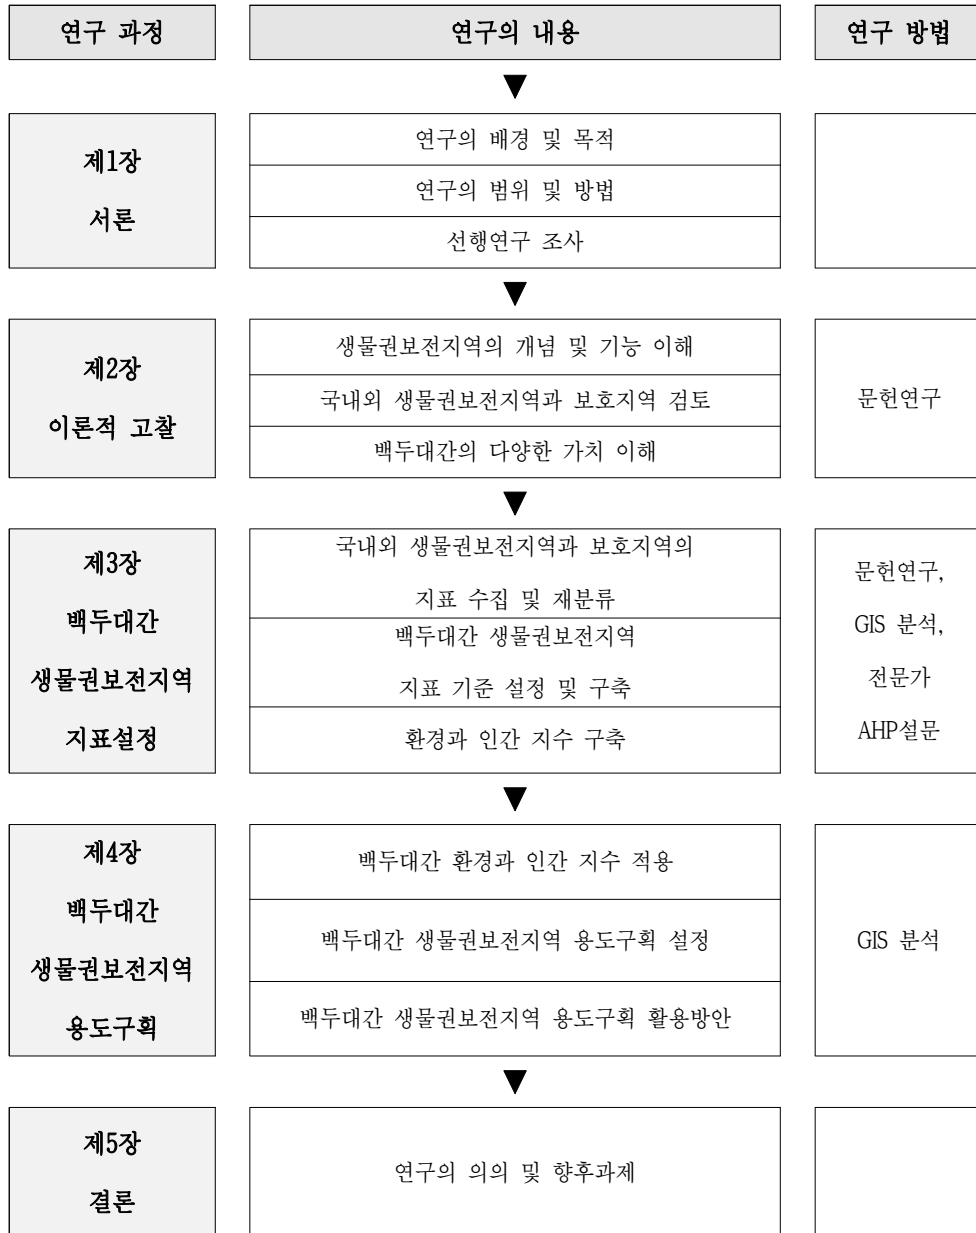 연구 과정
연구의 내용
연구 방법
제1장
서론
연구의 배경 및 목적
연구의 범위 및 방법
선행연구 조사
제2장
이론적 고찰
생물권보전지역의 개념 및 기능 이해
국내외 생물권보전지역과 보호지역 검토
백두대간의 다양한 가치 이해
문헌연구
제3장
백두대간
생물권보전지역
지표설정
국내외 생물권보전지역과 보호지역의
지표 수집 및 재분류
백두대간 생물권보전지역
지표 기준 설정 및 구축
환경과 인간 지수 구축
문헌연구,
GIS 분석,
전문가
AHP설문
제4장
백두대간
생물권보전지역
용도구획
백두대간 환경과 인간 지수 적용
백두대간 생물권보전지역 용도구획 설정
백두대간 생물권보전지역 용도구획 활용방안
GIS 분석
제5장
결론
연구의 의의 및 향후과제